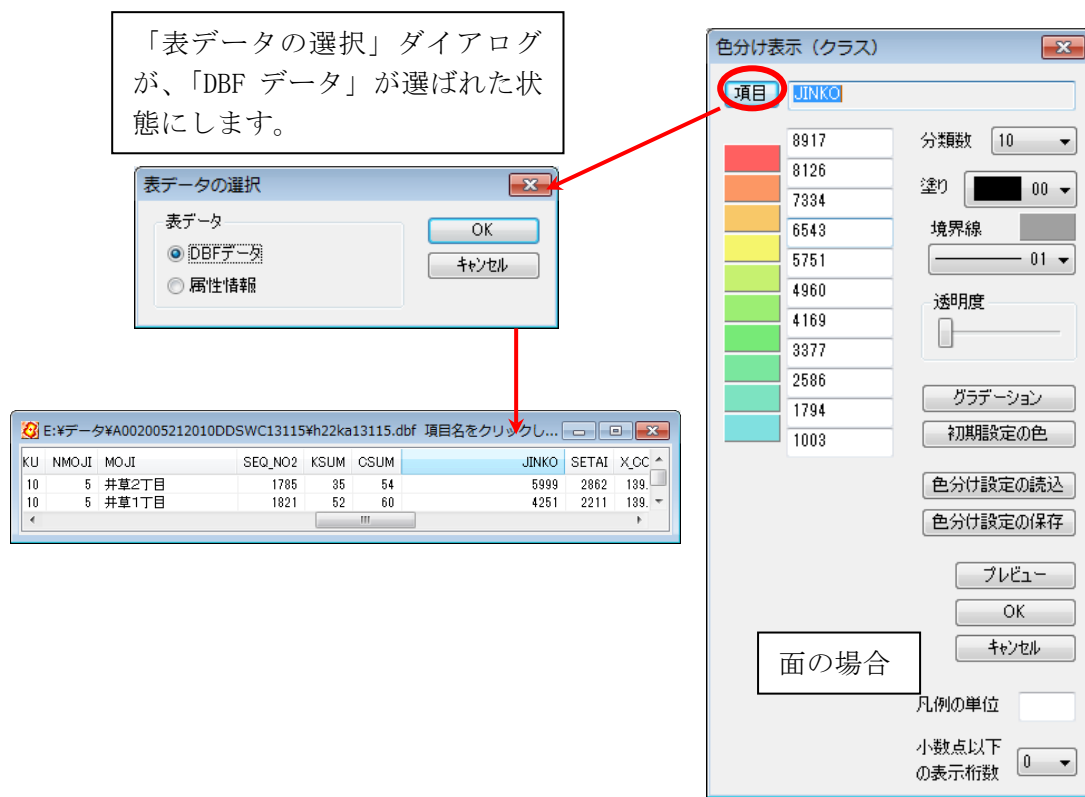 「表データの選択」ダイアログ
が、「DBF データ」が選ばれた状
態にします。
表データの選択
表データ
DBFデータ
属性情報
OK
キャンセル
E:¥データ¥A002005212010DDSWC13115¥h22ka13115.dbf 項目名をクリックし...
KU NMOJI MOJI SEQ_NO2 KSUM CSUM JINKO SETAI X_CC
10 5 井草2丁目 1785 35 54 5999 2862 139.
10 5 井草1丁目 1821 52 60 4251 2211 139.
色分け表示（クラス）
項目 JINKO
8917
8126
7334
6543
5751
4960
4169
3377
2586
1794
1003
分類数 10
塗り 00
境界線
01
透明度
グラデーション
初期設定の色
色分け設定の読込
色分け設定の保存
プレビュー
OK
キャンセル
面の場合
凡例の単位
小数点以下
の表示桁数 0